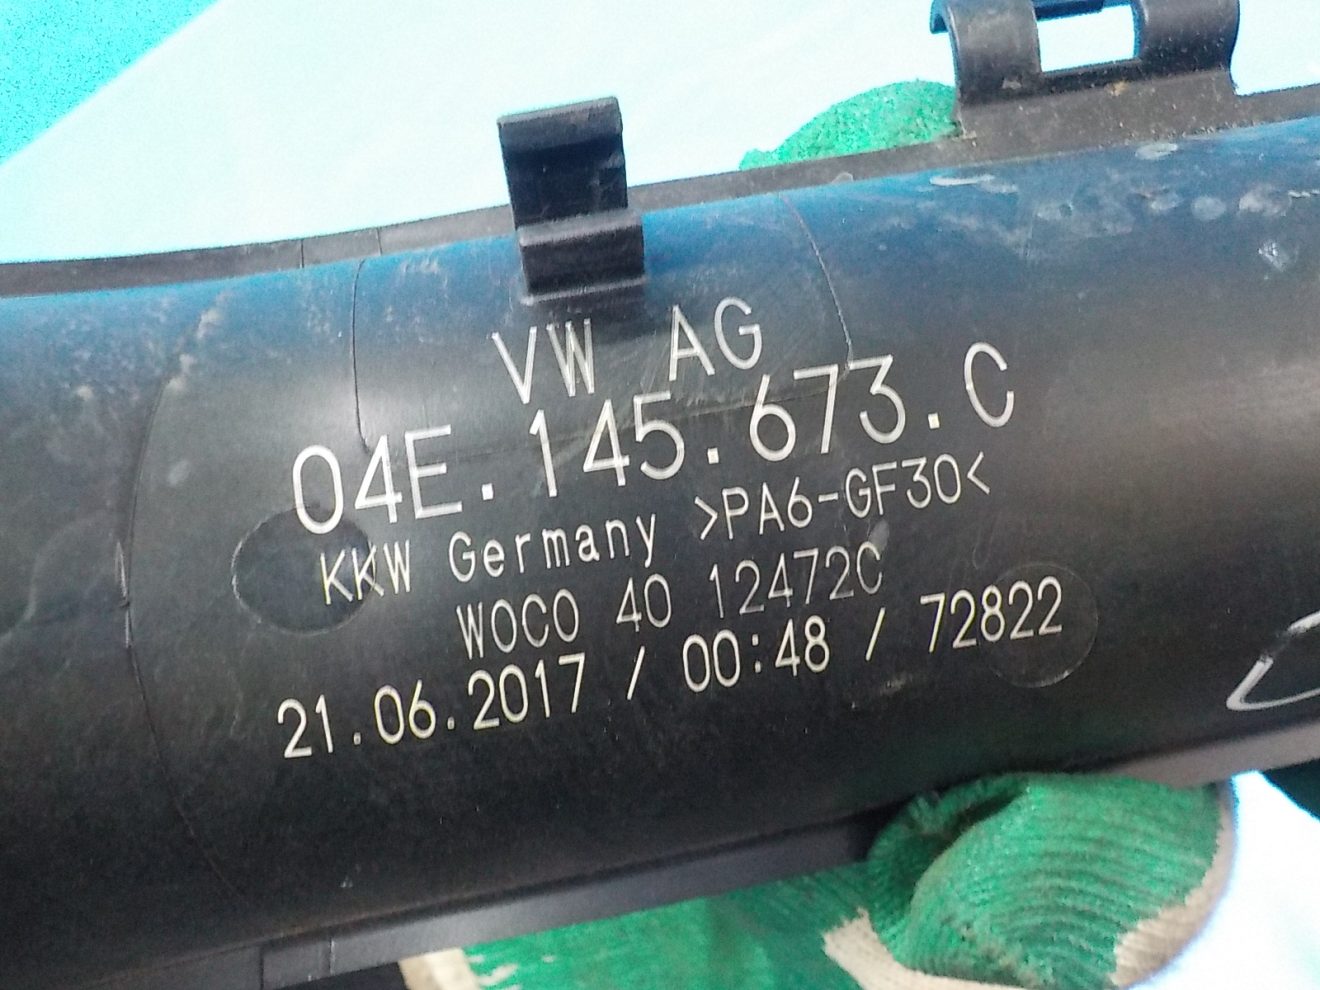 VW AG
04E.145.673.C
KKW Germany >PA6-GF30<
WOCO 40 12472C
21.06.2017 / 00:48 / 72822